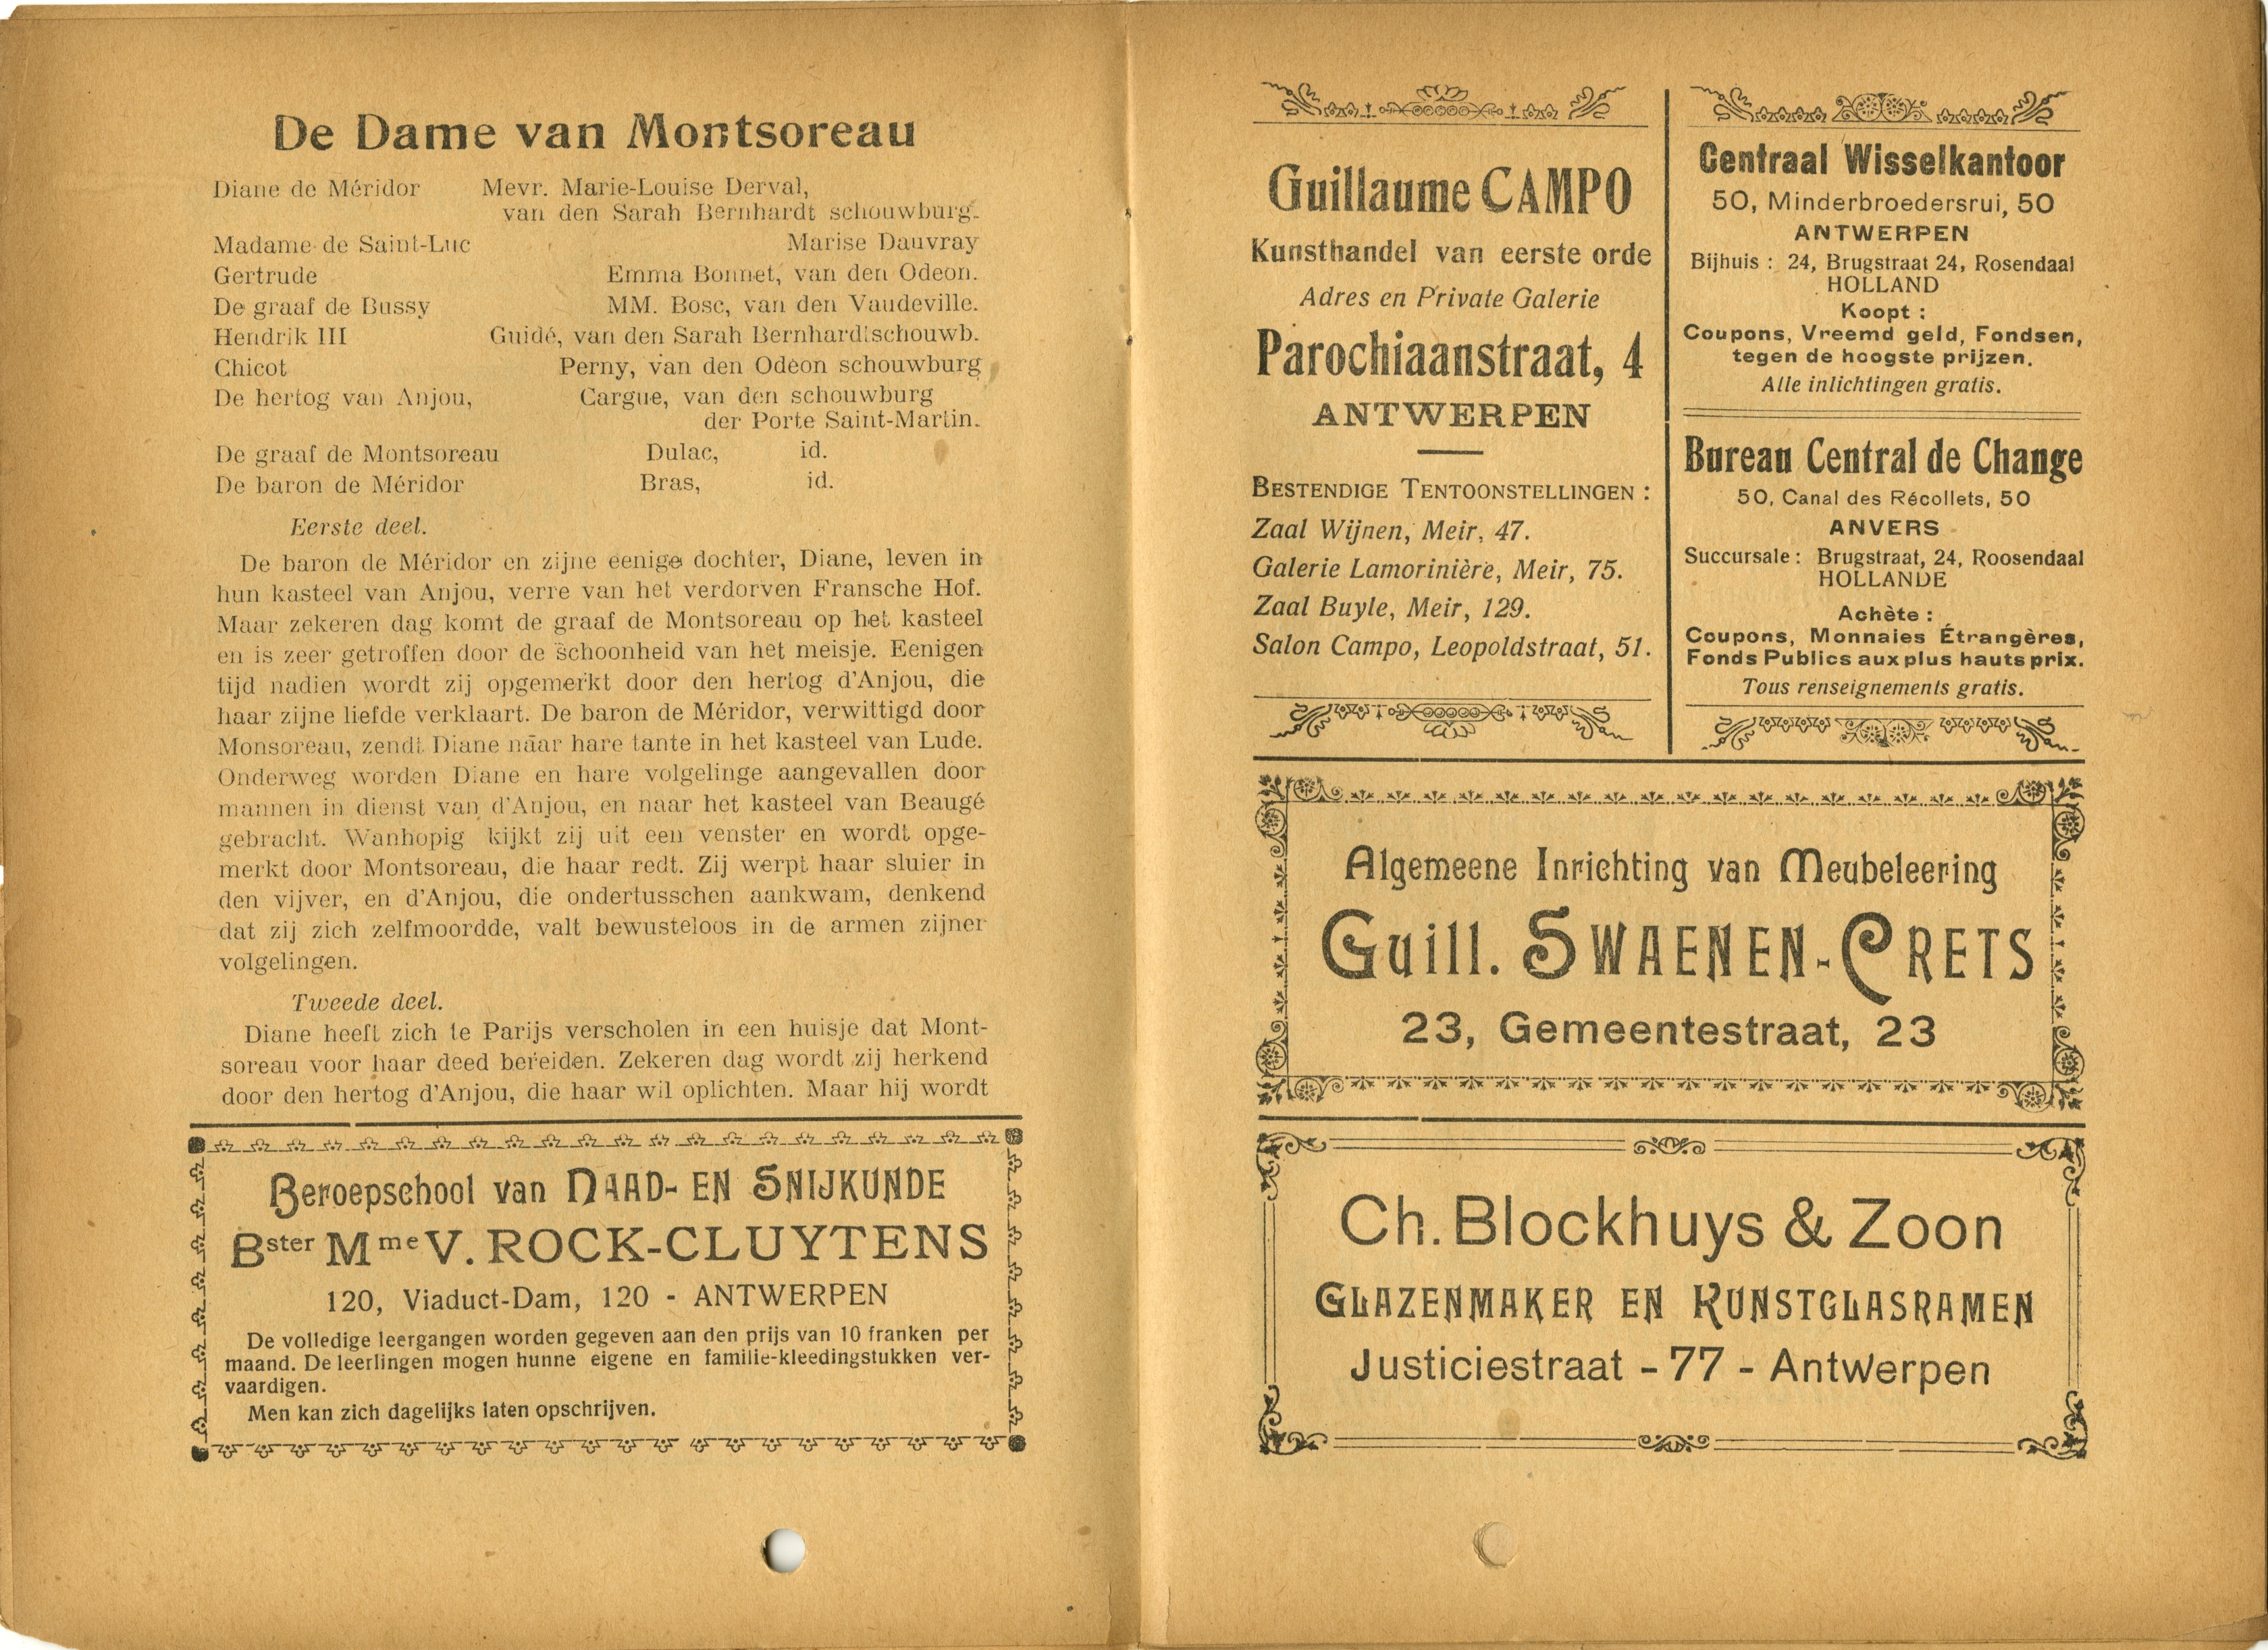 De Dame van Montsoreau
Diane de Méridor Mevr. Marie-Louise Derval,
van den Sarah Bernhardt schouwburg.
Madame de Saint-Luc Marise Dauvray
Gertrude Emma Bonnet, van den Odeon.
De graaf de Bussy MM. Bosc, van den Vaudeville.
Hendrik III Guidé, van den Sarah Bernhardtschouwb.
Chicot Perny, van den Odéon schouwburg
De hertog van Anjou, Cargue, van den schouwburg
der Porte Saint-Martin.
De graaf de Montsoreau Dulac, id.
De baron de Méridor Bras, id.
Eerste deel.
De baron de Méridor en zijne eenige dochter, Diane, leven in
hun kasteel van Anjou, verre van het verdorven Fransche Hof.
Maar zekeren dag komt de graaf de Montsoreau op het kasteel
en is zeer getroffen door de schoonheid van het meisje. Eenigen
tijd nadien wordt zij opgemerkt door den hertog d'Anjou, die
haar zijne liefde verklaart. De baron de Méridor, verwittigd door
Monsoreau, zendt Diane naar hare tante in het kasteel van Lude.
Onderweg worden Diane en hare volgelinge aangevallen door
mannen in dienst van d'Anjou, en naar het kasteel van Beaugé
gebracht. Wanhopig kijkt zij uit een venster en wordt opge-
merkt door Montsoreau, die haar redt. Zij werpt haar sluier in
den vijver, en d'Anjou, die ondertusschen aankwam, denkend
dat zij zich zelfmoordde, valt bewusteloos in de armen zijner
volgelingen.
Tweede deel.
Diane heeft zich te Parijs verscholen in een huisje dat Mont-
soreau voor haar deed bereiden. Zekeren dag wordt zij herkend
door den hertog d'Anjou, die haar wil oplichten. Maar hij wordt
Beroepschool van NAAD- EN SNIJKUNDE
Bster Mme V. ROCK-CLUYTENS
120, Viaduct-Dam, 120 - ANTWERPEN
De volledige leergangen worden gegeven aan den prijs van 10 franken per
maand. De leerlingen mogen hunne eigene en familie-kleedingstukken ver-
vaardigen.
Men kan zich dagelijks laten opschrijven.
Guillaume CAMPO
Kunsthandel van eerste orde
Adres en Private Galerie
Parochiaanstraat, 4
ANTWERPEN
BESTENDIGE TENTOONSTELLINGEN :
Zaal Wijnen, Meir, 47.
Galerie Lamorinière, Meir, 75.
Zaal Buyle, Meir, 129.
Salon Campo, Leopoldstraat, 51.
Centraal Wisselkantoor
50, Minderbroedersrui, 50
ANTWERPEN
Bijhuis : 24, Brugstraat 24, Rosendaal
HOLLAND
Koopt :
Coupons, Vreemd geld, Fondsen,
tegen de hoogste prijzen.
Alle inlichtingen gratis.
Bureau Central de Change
50, Canal des Récollets, 50
ANVERS
Succursale : Brugstraat, 24, Roosendaal
HOLLANDE
Achète :
Coupons, Monnaies Étrangères,
Fonds Publics aux plus hauts prix.
Tous renseignements gratis.
Algemeene Inrichting van Meubeleering
Guill. SWAENEN-CRETS
23, Gemeentestraat, 23
Ch. Blockhuys & Zoon
GLAZENMAKER EN KUNSTGLASRAMEN
Justiciestraat - 77 - Antwerpen